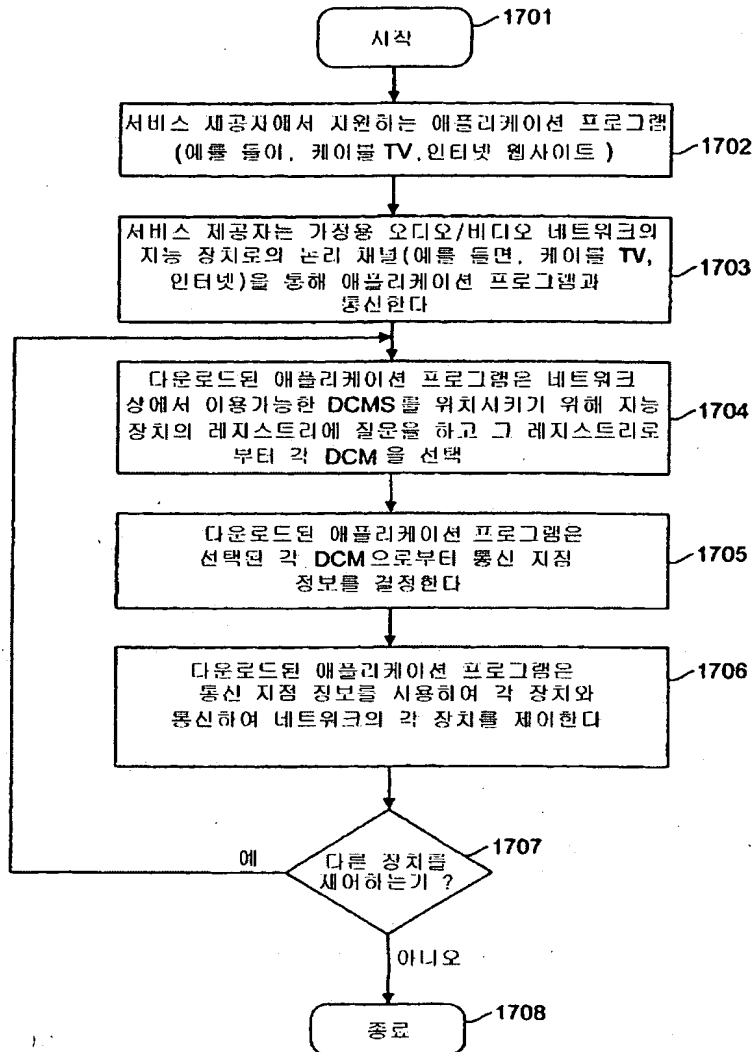 1701
시작
서비스 제공자에서 지원하는 애플리케이션 프로그램
(예를 들어, 케이블 TV, 인터넷 웹사이트 )
1702
서비스 제공자는 가정용 오디오/비디오 네트워크의
지능 장치로의 논리 채널(예를 들면, 케이블 TV,
인터넷)을 통해 애플리케이션 프로그램과
통신한다
1703
다운로드된 애플리케이션 프로그램은 네트워크
상에서 이용가능한 DCMS를 위치시키기 위해 지능
장치의 레지스트리에 질문을 하고 그 레지스트리로
부터 각 DCM을 선택
1704
다운로드된 애플리케이션 프로그램은
선택된 각 DCM으로부터 통신 지점
정보를 결정한다
1705
다운로드된 애플리케이션 프로그램은
통신 지점 정보를 사용하여 각 장치와
통신하여 네트워크의 각 장치를 제어한다
1706
1707
예
다른 장치를
제어하는가 ?
아니오
1708
종료